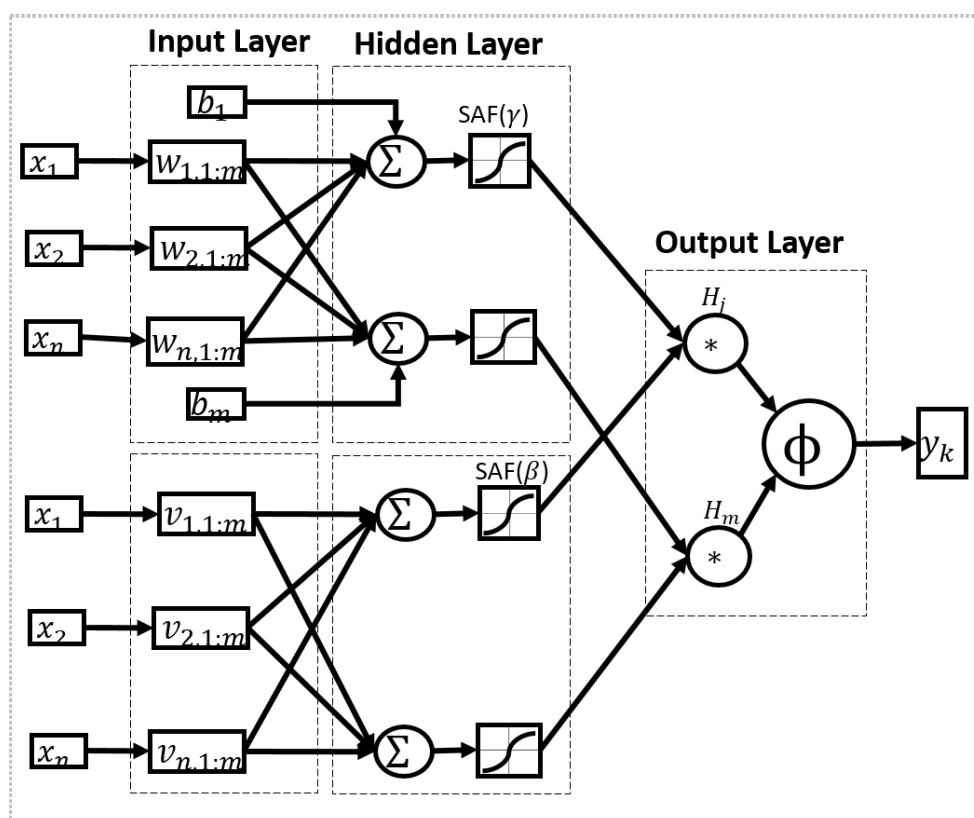 Input Layer
Hidden Layer
b₁
SAF(γ)
x₁
w₁,₁:ₘ
Σ
x₂
w₂,₁:ₘ
Output Layer
Hⱼ
xₙ
wₙ,₁:ₘ
Σ
*
bₘ
ϕ
yₖ
SAF(β)
x₁
v₁,₁:ₘ
Σ
Hₘ
*
x₂
v₂,₁:ₘ
xₙ
vₙ,₁:ₘ
Σ